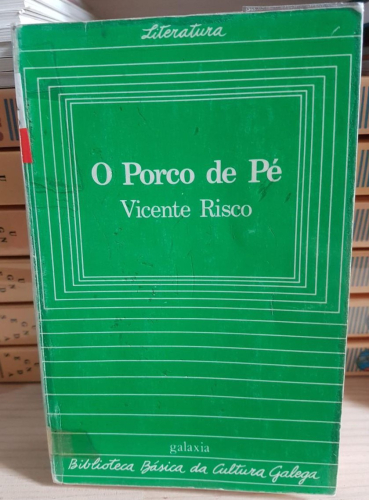 Literatura
O Porco de Pé
Vicente Risco
galaxia
Biblioteca Básica da Cultura Galega